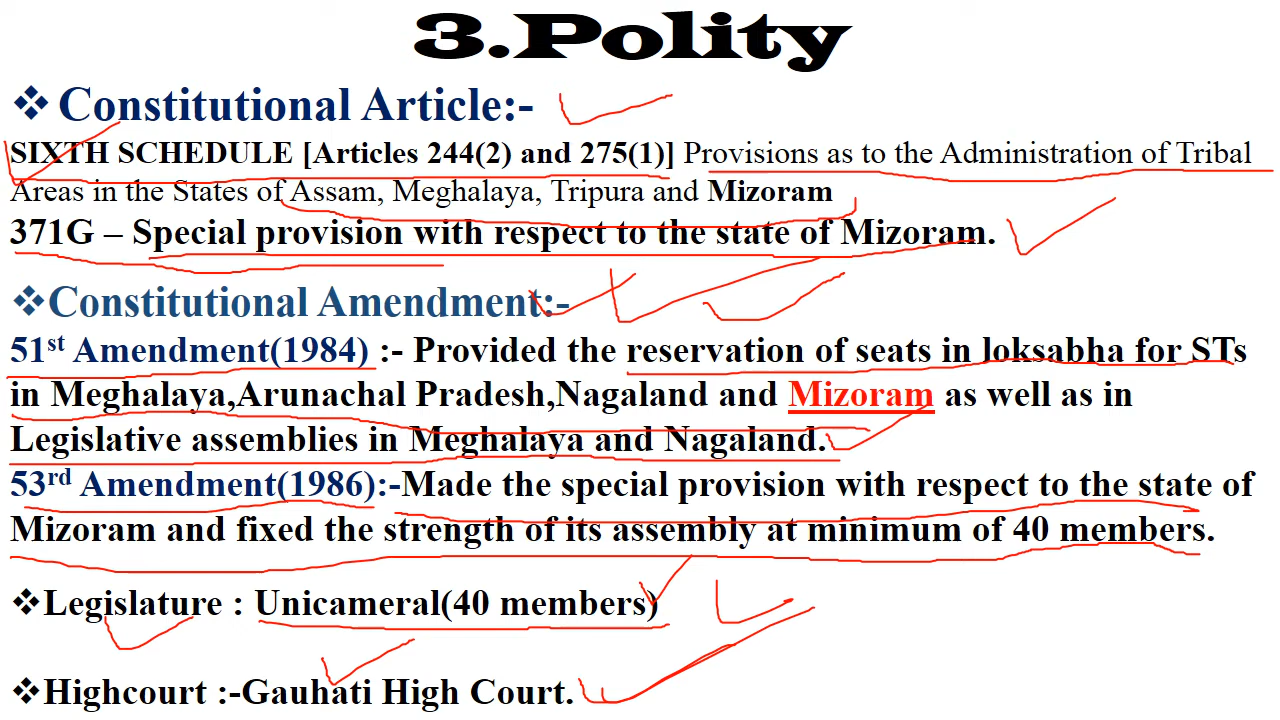 3.Polity
❖ Constitutional Article:-
SIXTH SCHEDULE [Articles 244(2) and 275(1)] Provisions as to the Administration of Tribal
Areas in the States of Assam, Meghalaya, Tripura and Mizoram
371G – Special provision with respect to the state of Mizoram.
❖Constitutional Amendment:-
51st Amendment(1984) :- Provided the reservation of seats in loksabha for STs
in Meghalaya,Arunachal Pradesh,Nagaland and Mizoram as well as in
Legislative assemblies in Meghalaya and Nagaland.
53rd Amendment(1986):-Made the special provision with respect to the state of
Mizoram and fixed the strength of its assembly at minimum of 40 members.
❖Legislature : Unicameral(40 members)
❖Highcourt :-Gauhati High Court.